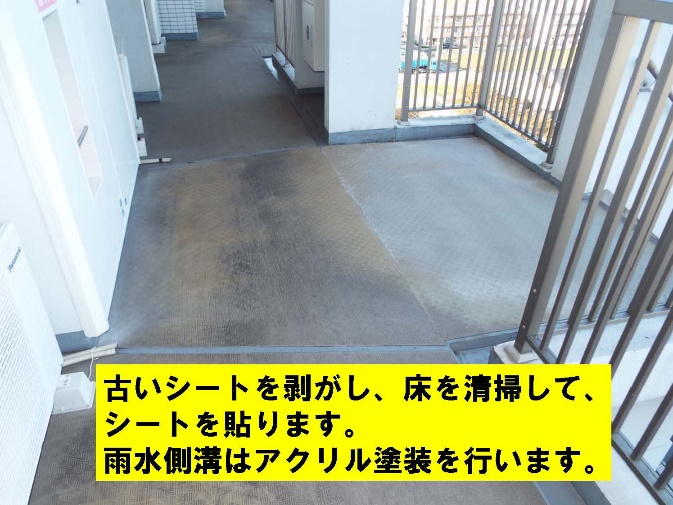 古いシートを剥がし、床を清掃して、
シートを貼ります。
雨水側溝はアクリル塗装を行います。
Panasonic